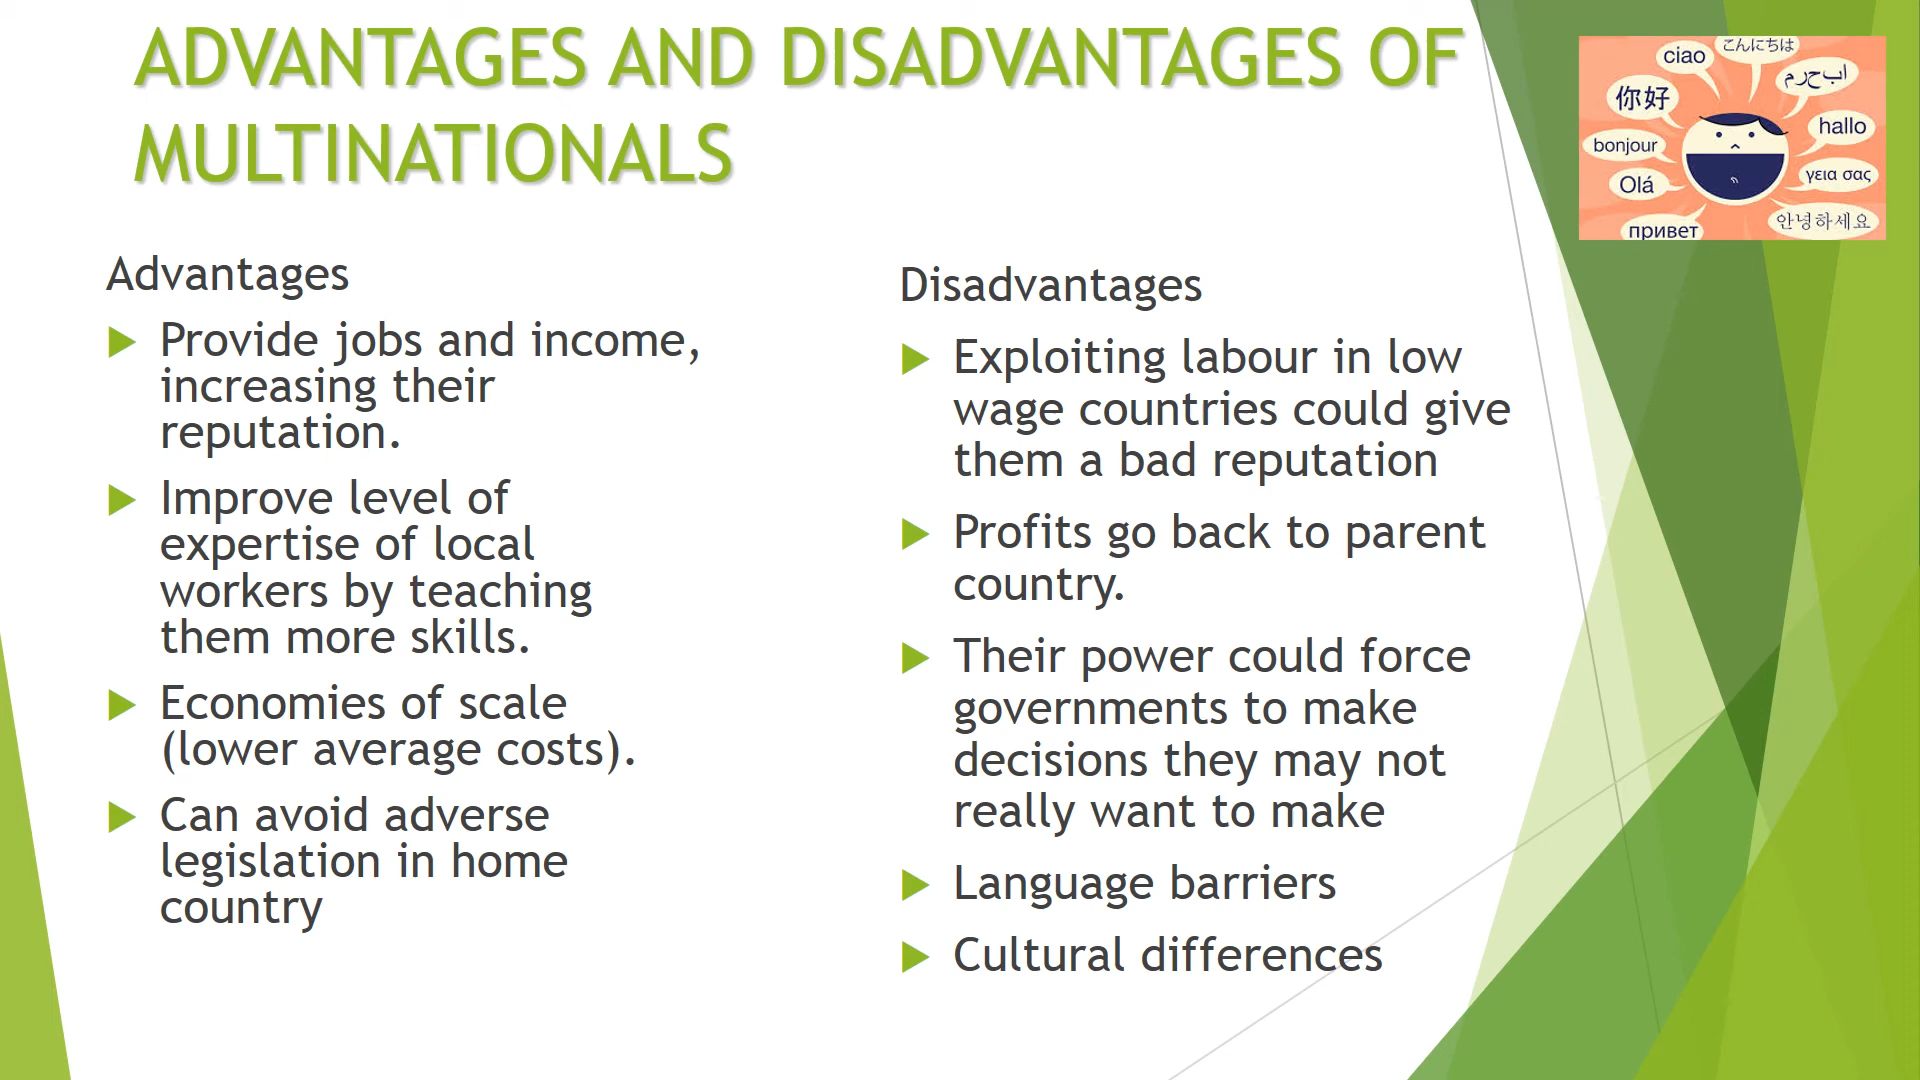 ADVANTAGES AND DISADVANTAGES OF
MULTINATIONALS
Advantages
Provide jobs and income,
increasing their
reputation.
Improve level of
expertise of local
workers by teaching
them more skills.
Economies of scale
(lower average costs).
Can avoid adverse
legislation in home
country
Disadvantages
Exploiting labour in low
wage countries could give
them a bad reputation
Profits go back to parent
country.
Their power could force
governments to make
decisions they may not
really want to make
Language barriers
Cultural differences
こんにちは
ciao
ابحرم
你好
hallo
bonjour
γεια σας
Olá
안녕하세요
привет